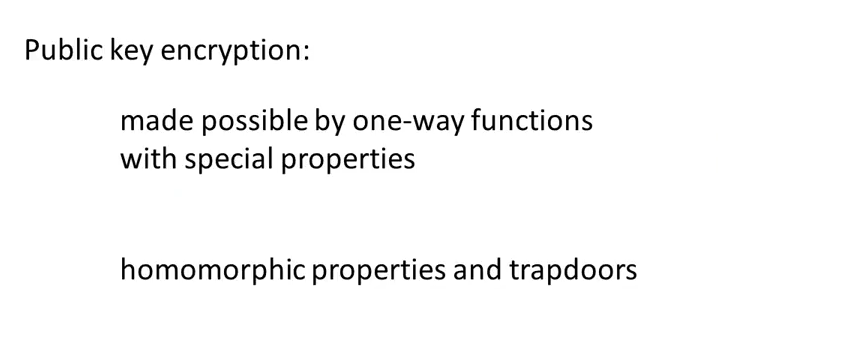 Public key encryption:
made possible by one-way functions
with special properties
homomorphic properties and trapdoors